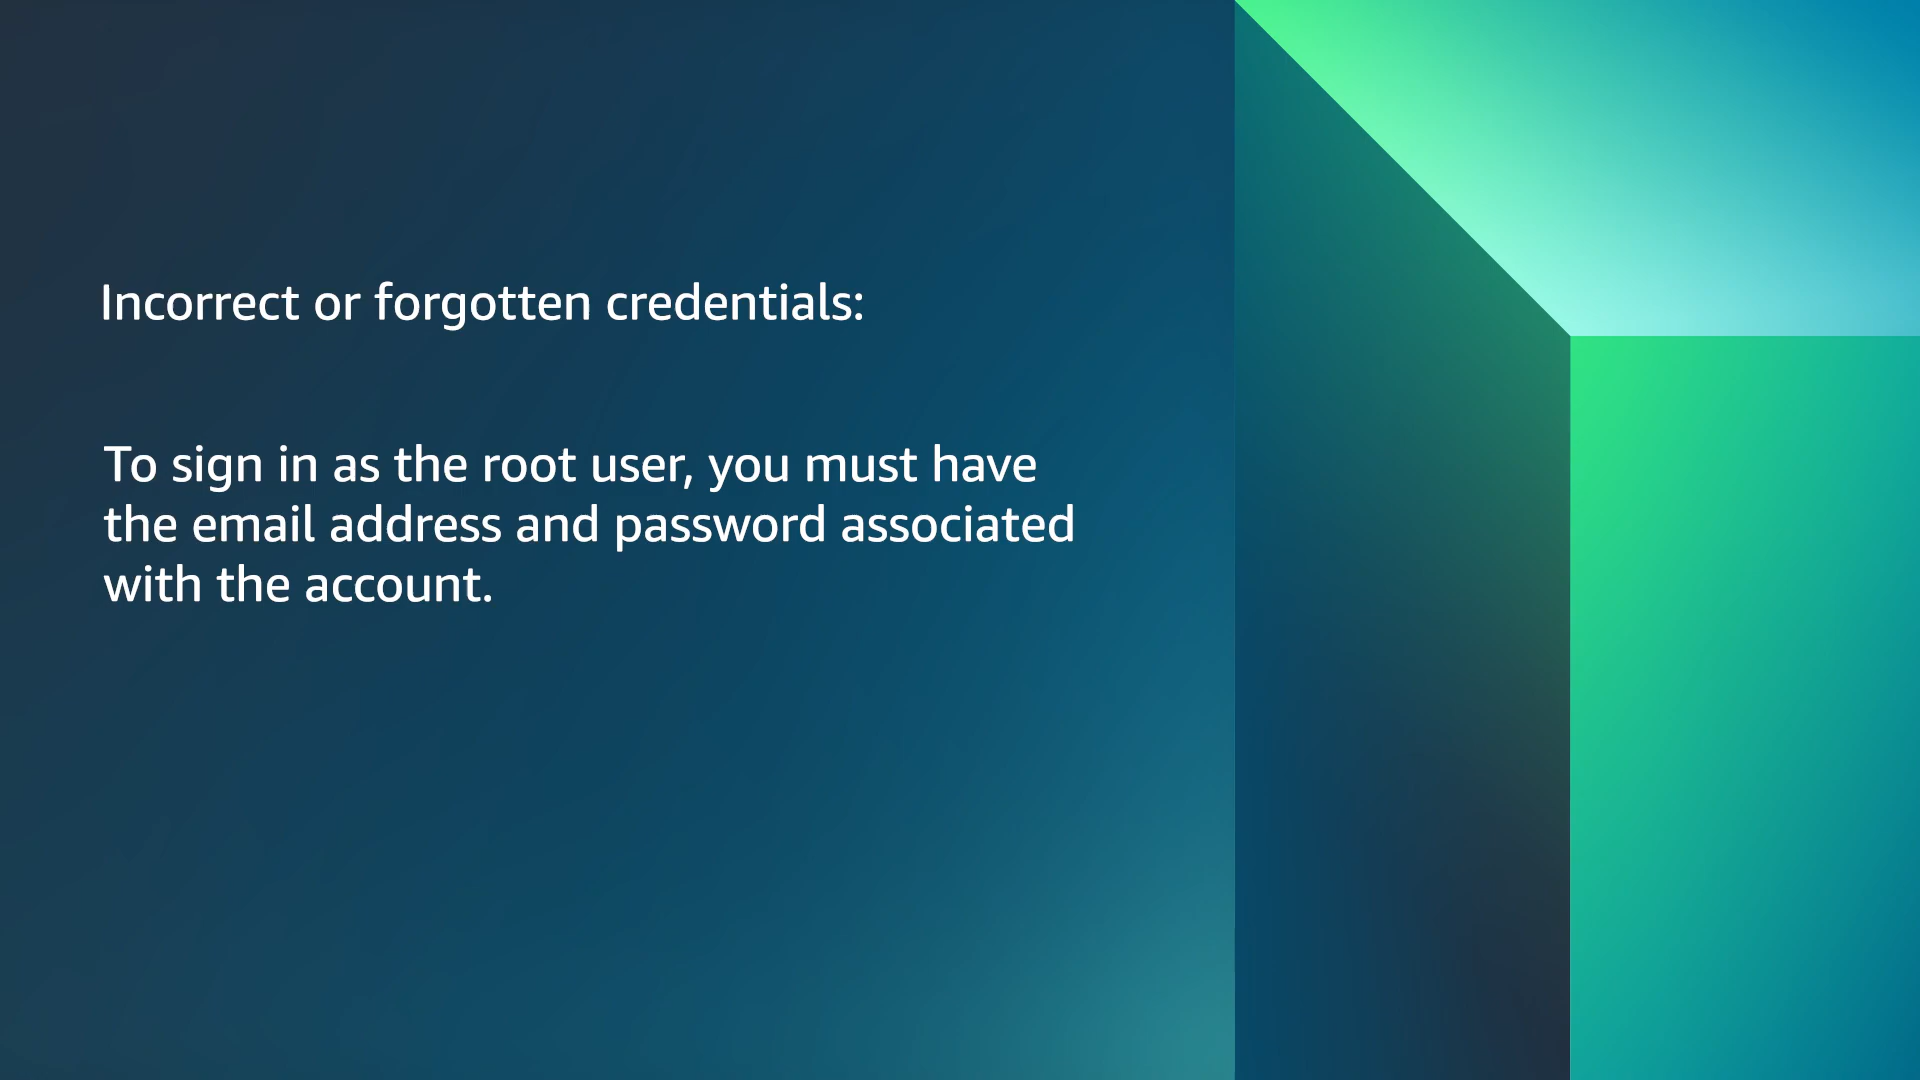 Incorrect or forgotten credentials:
To sign in as the root user, you must have
the email address and password associated
with the account.